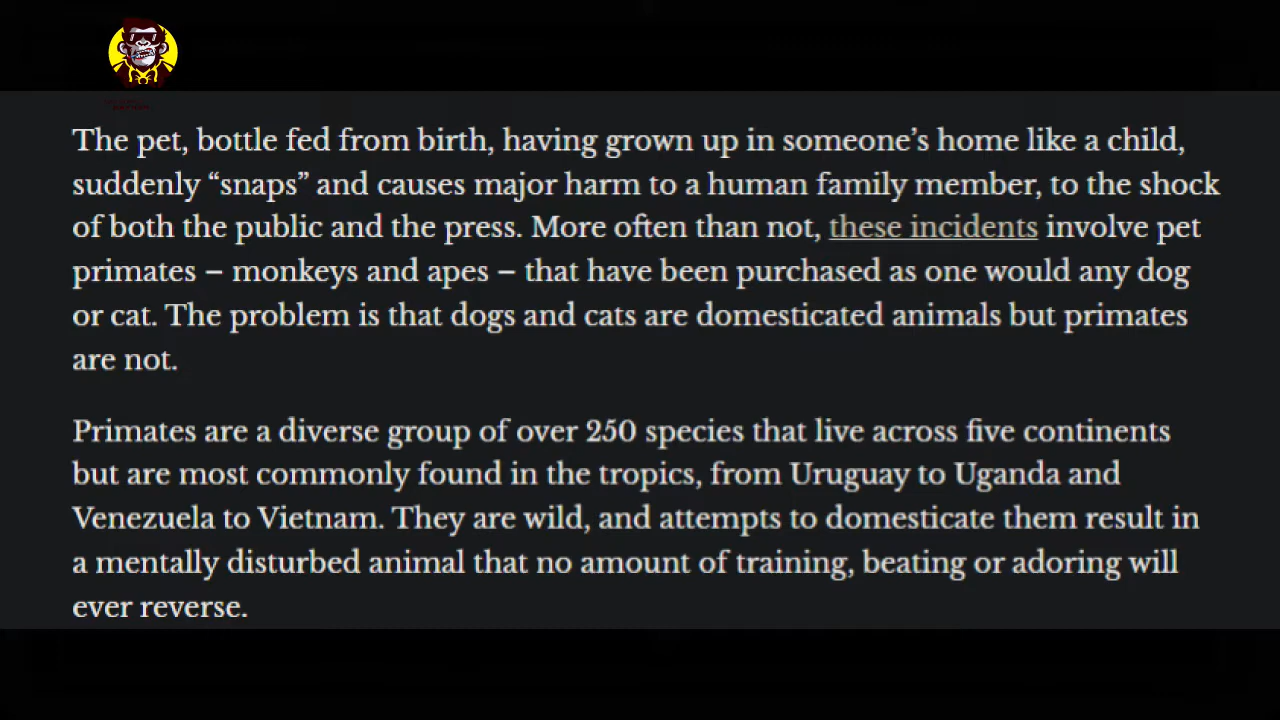 The pet, bottle fed from birth, having grown up in someone’s home like a child,
suddenly “snaps” and causes major harm to a human family member, to the shock
of both the public and the press. More often than not, these incidents involve pet
primates – monkeys and apes – that have been purchased as one would any dog
or cat. The problem is that dogs and cats are domesticated animals but primates
are not.
Primates are a diverse group of over 250 species that live across five continents
but are most commonly found in the tropics, from Uruguay to Uganda and
Venezuela to Vietnam. They are wild, and attempts to domesticate them result in
a mentally disturbed animal that no amount of training, beating or adoring will
ever reverse.